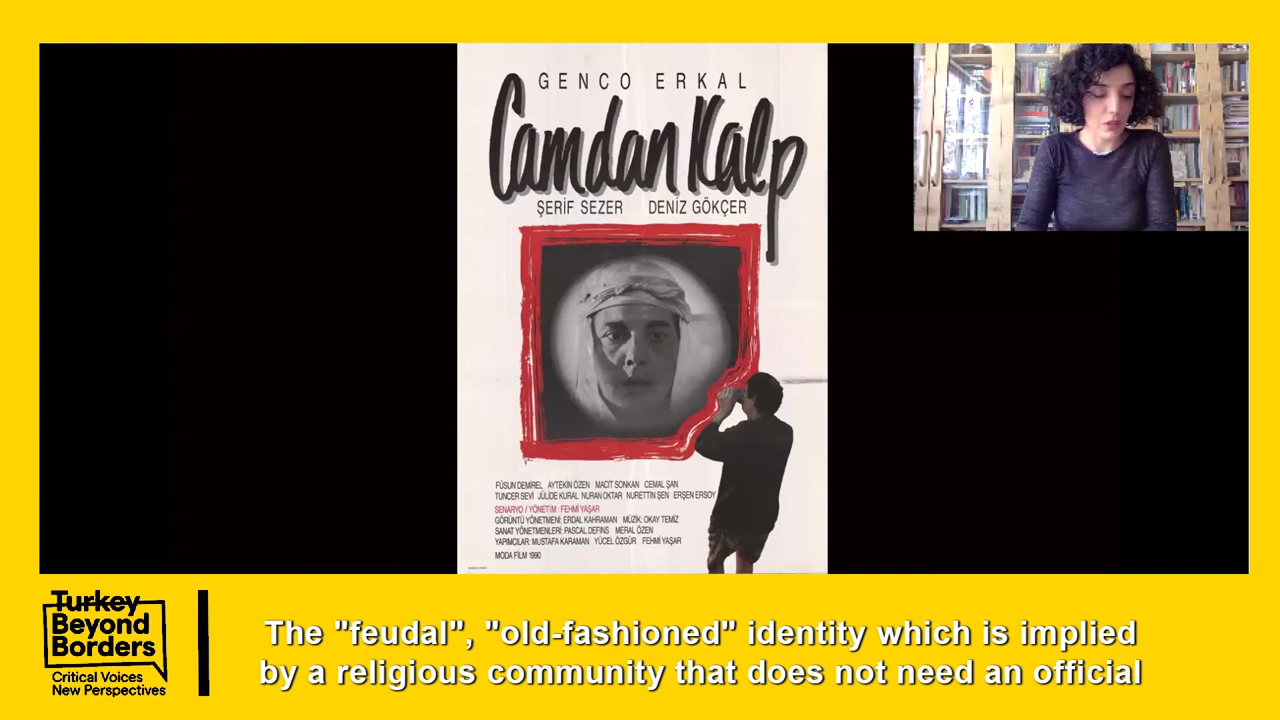 GENCO ERKAL
Camdan Kalp
ŞERİF SEZER DENİZ GÖKÇER
FÜSUN DEMİREL AYTEKİN ÖZEN MACİT SONKAN CEMAL ŞAN
TUNCER SEVİ JÜLİDE KURAL NURAN OKTAR NURETTİN ŞEN ERŞEN ERSOY
SENARYO / YÖNETİM : FEHMİ YAŞAR
GÖRÜNTÜ YÖNETMENİ: ERDAL KAHRAMAN MÜZİK: OKAY TEMİZ
SANAT YÖNETMENLERİ: PASCAL DEFINS MERAL ÖZEN
YAPIMCILAR: MUSTAFA KARAMAN YÜCEL ÖZGÜR FEHMİ YAŞAR
MODA FİLM 1990
Turkey
Beyond
Borders
Critical Voices
New Perspectives
The "feudal", "old-fashioned" identity which is implied
by a religious community that does not need an official